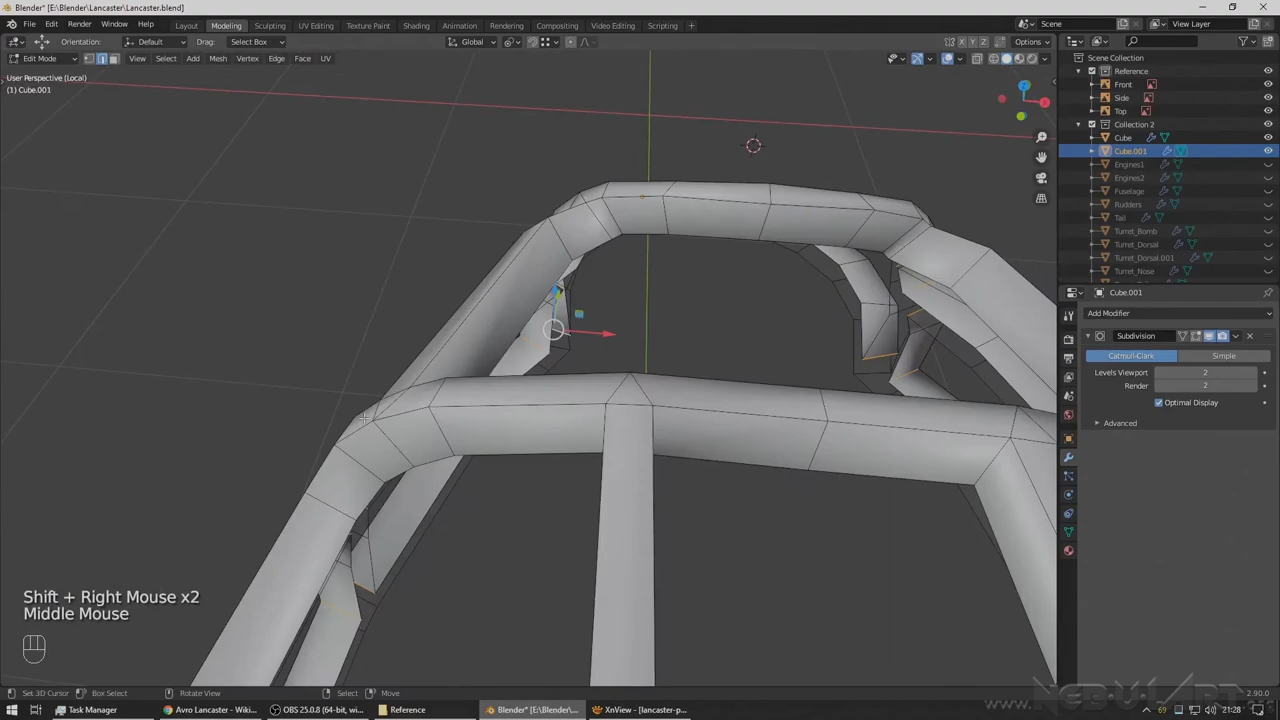 Blender* [E:\Blender\Lancaster\Lancaster.blend]
File Edit Render Window Help Layout Modeling Sculpting UV Editing Texture Paint Shading Animation Rendering Compositing Video Editing Scripting + Scene View Layer
Orientation: Default Drag: Select Box Global X Y Z Options
Edit Mode View Select Add Mesh Vertex Edge Face UV
User Perspective (Local)
(1) Cube.001
Scene Collection
Reference
Front
Side
Top
Collection 2
Cube
Cube.001
Engines1
Engines2
Fuselage
Rudders
Tail
Turret_Bomb
Turret_Dorsal
Turret_Dorsal.001
Turret_Nose
Cube.001
Add Modifier
Subdivision
Catmull-Clark Simple
Levels Viewport 2
Render 2
Optimal Display
Advanced
Shift + Right Mouse x2
Middle Mouse
Set 3D Cursor Box Select Rotate View Select Move 2.90.0
Task Manager Avro Lancaster - Wiki... OBS 25.0.8 (64-bit, wi... Blender* [E:\Blender\... Reference XnView - [lancaster-p... 69 21:28